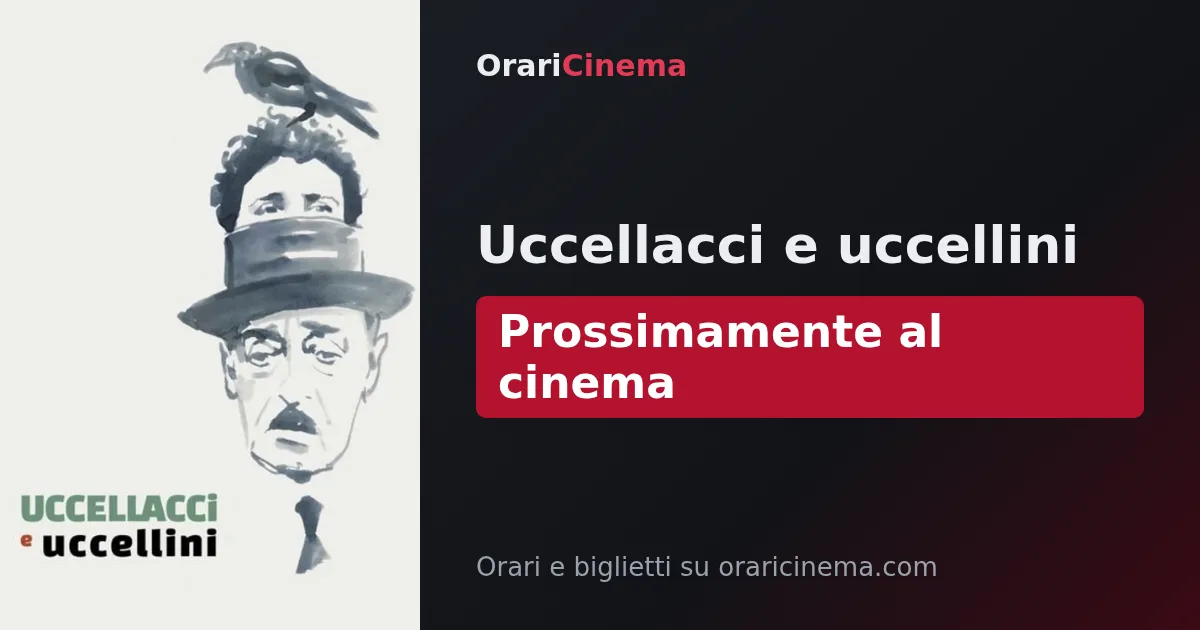 UCCELLACCi
e uccellini
OrariCinema
Uccellacci e uccellini
Prossimamente al
cinema
Orari e biglietti su oraricinema.com